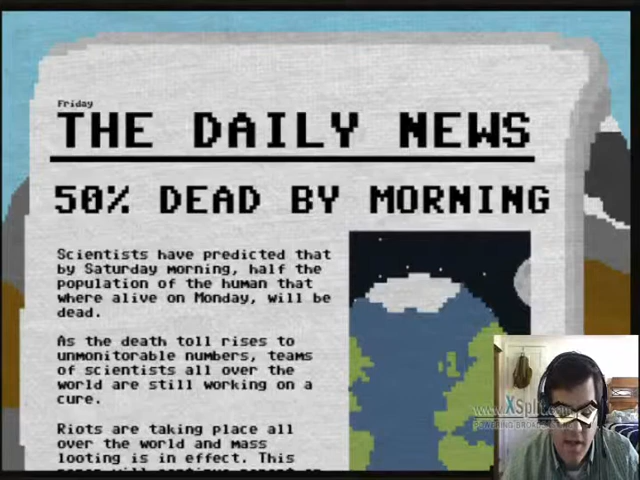 Friday
THE DAILY NEWS
50% DEAD BY MORNING
Scientists have predicted that
by Saturday morning, half the
population of the human that
where alive on Monday, will be
dead.
As the death toll rises to
unmonitorable numbers, teams
of scientists all over the
world are still working on a
cure.
Riots are taking place all
over the world and mass
looting is in effect. This
www.XSplit.com